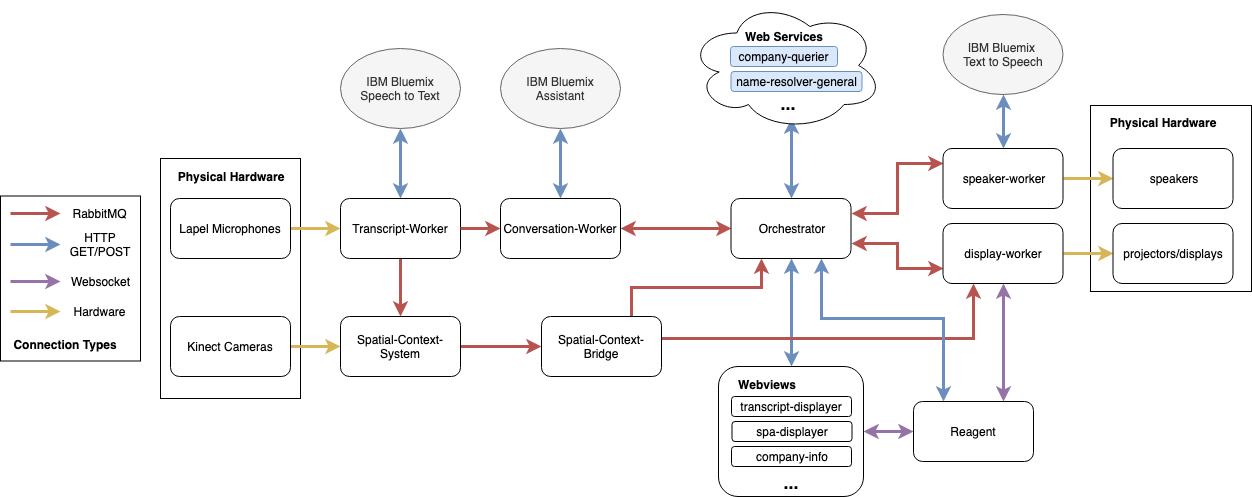 RabbitMQ
HTTP
GET/POST
Websocket
Hardware
Connection Types
Physical Hardware
Lapel Microphones
Kinect Cameras
IBM Bluemix
Speech to Text
IBM Bluemix
Assistant
Transcript-Worker
Conversation-Worker
Spatial-Context-
System
Spatial-Context-
Bridge
Web Services
company-querier
name-resolver-general
...
Orchestrator
Webviews
transcript-displayer
spa-displayer
company-info
...
Reagent
IBM Bluemix
Text to Speech
speaker-worker
display-worker
Physical Hardware
speakers
projectors/displays